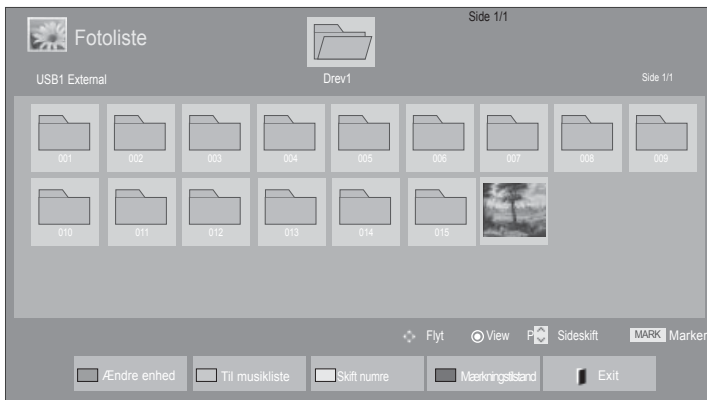 Side 1/1
Fotoliste
USB1 External
Drev1
Side 1/1
001 002 003 004 005 006 007 008 009
010 011 012 013 014 015
Flyt View P Sideskift MARK Marker
Ændre enhed Til musikliste Skift numre Mærkningstilstand Exit